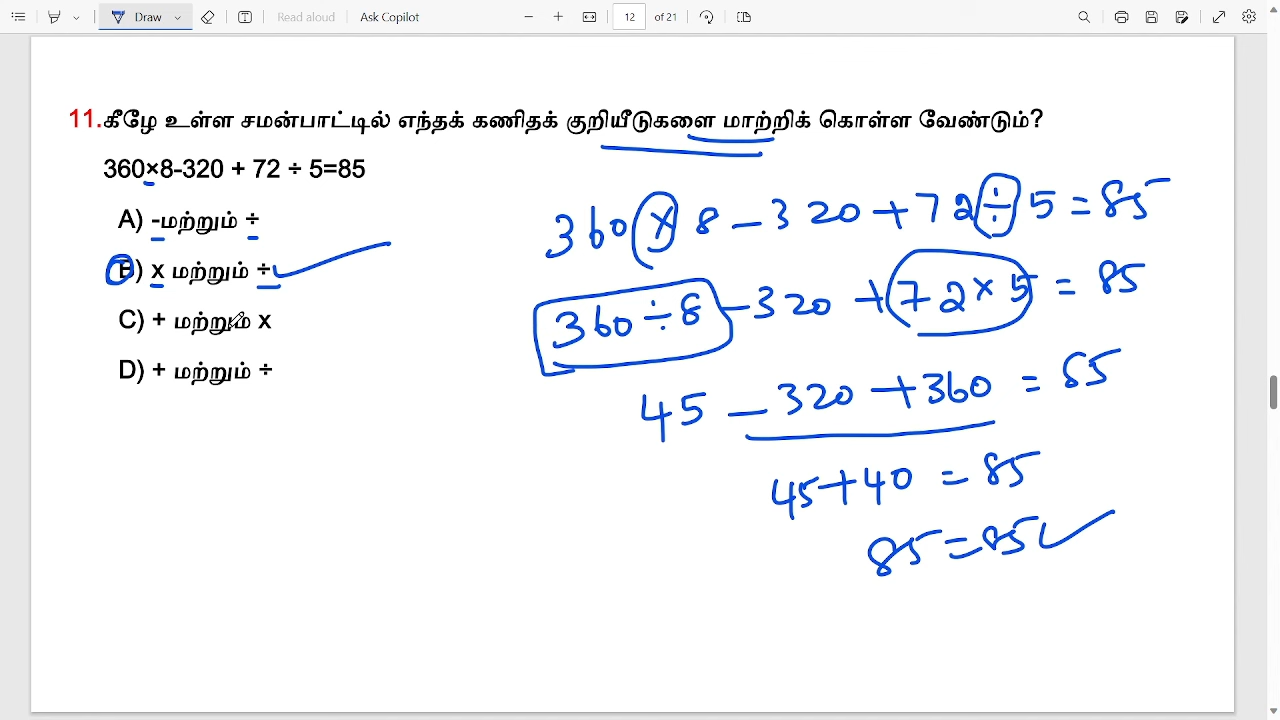 Draw
Read aloud
Ask Copilot
12
of 21
11.கீழே உள்ள சமன்பாட்டில் எந்தக் கணிதக் குறியீடுகளை மாற்றிக் கொள்ள வேண்டும்?
360×8-320 + 72 ÷ 5=85
A) -மற்றும் ÷
B) x மற்றும் ÷
C) + மற்றும் x
D) + மற்றும் ÷
360 × 8 - 320 + 72 ÷ 5 = 85
360 ÷ 8 - 320 + 72 × 5 = 85
45 - 320 + 360 = 85
45 + 40 = 85
85 = 85